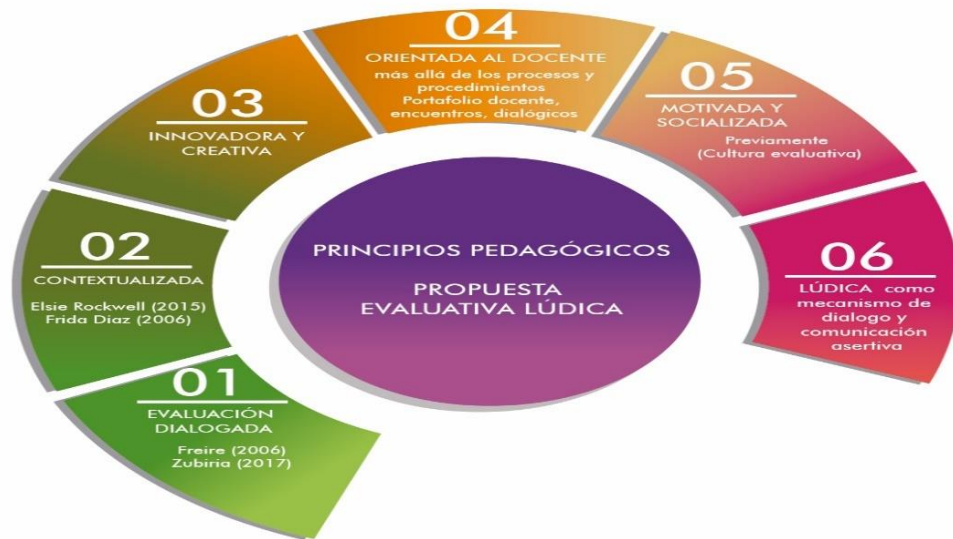 PRINCIPIOS PEDAGÓGICOS
PROPUESTA
EVALUATIVA LÚDICA
01
EVALUACIÓN
DIALOGADA
Freire (2006)
Zubiria (2017)
02
CONTEXTUALIZADA
Elsie Rockwell (2015)
Frida Diaz (2006)
03
INNOVADORA Y
CREATIVA
04
ORIENTADA AL DOCENTE
más allá de los procesos y
procedimientos
Portafolio docente,
encuentros, dialógicos
05
MOTIVADA Y
SOCIALIZADA
Previamente
(Cultura evaluativa)
06
LÚDICA como
mecanismo de
dialogo y
comunicación
asertiva